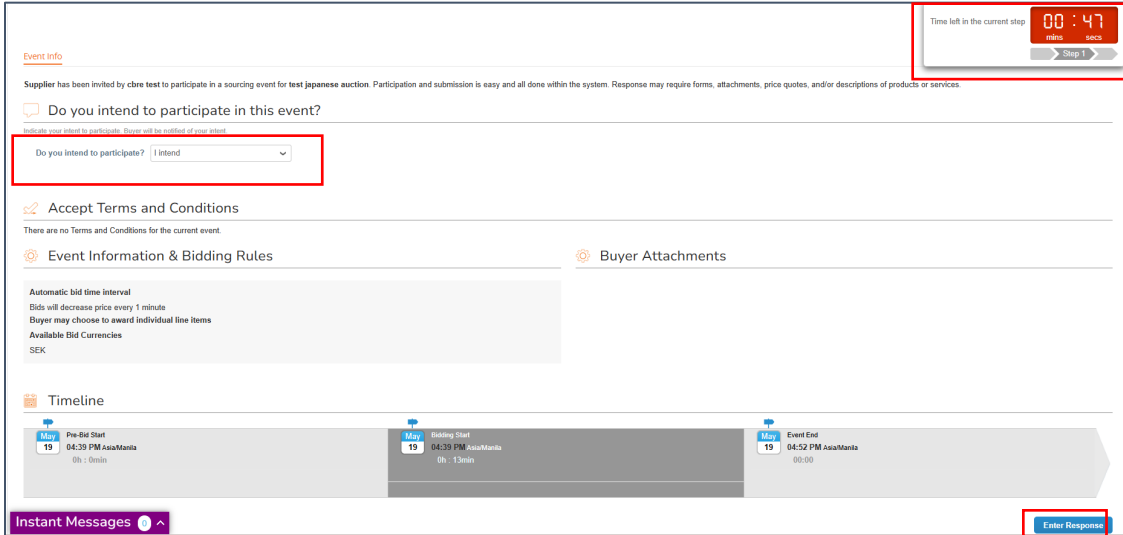 Time left in the current step
00 : 47
mins secs
Step 1
Event Info
Supplier has been invited by cbre test to participate in a sourcing event for test japanese auction. Participation and submission is easy and all done within the system. Response may require forms, attachments, price quotes, and/or descriptions of products or services.
Do you intend to participate in this event?
Indicate your intent to participate. Buyer will be notified of your intent
Do you intend to participate? I intend
Accept Terms and Conditions
There are no Terms and Conditions for the current event.
Event Information & Bidding Rules
Buyer Attachments
Automatic bid time interval
Bids will decrease price every 1 minute
Buyer may choose to award individual line items
Available Bid Currencies
SEK
Timeline
May 19 Pre-Bid Start
04:39 PM Asia/Manila
0h : 0min
May 19 Bidding Start
04:39 PM Asia/Manila
0h : 13min
May 19 Event End
04:52 PM Asia/Manila
00:00
Instant Messages 0
Enter Response